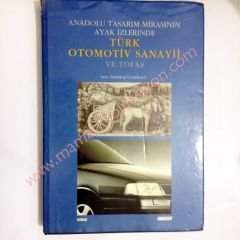 ANADOLU TASARIM MİRASININ
AYAK İZLERİNDE
TÜRK
OTOMOTİV SANAYİİ
VE TOFAŞ